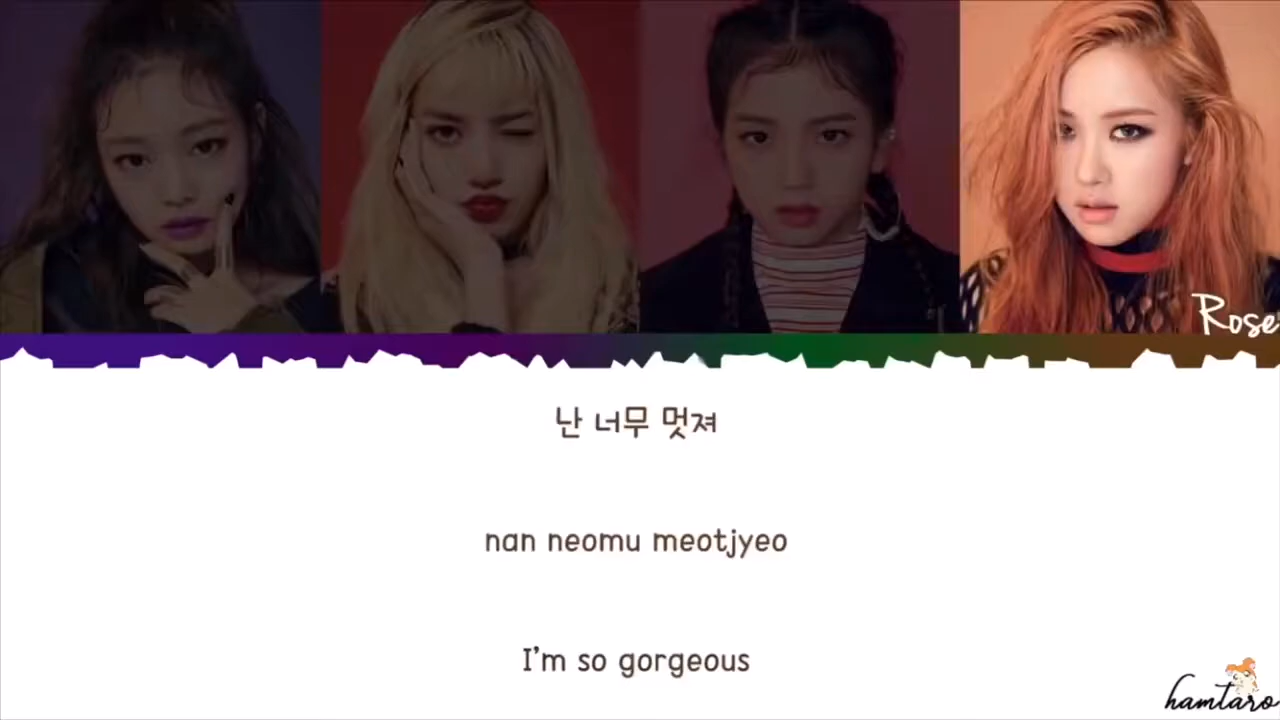 Rose
난 너무 멋져
nan neomu meotjyeo
I'm so gorgeous
hamtaro